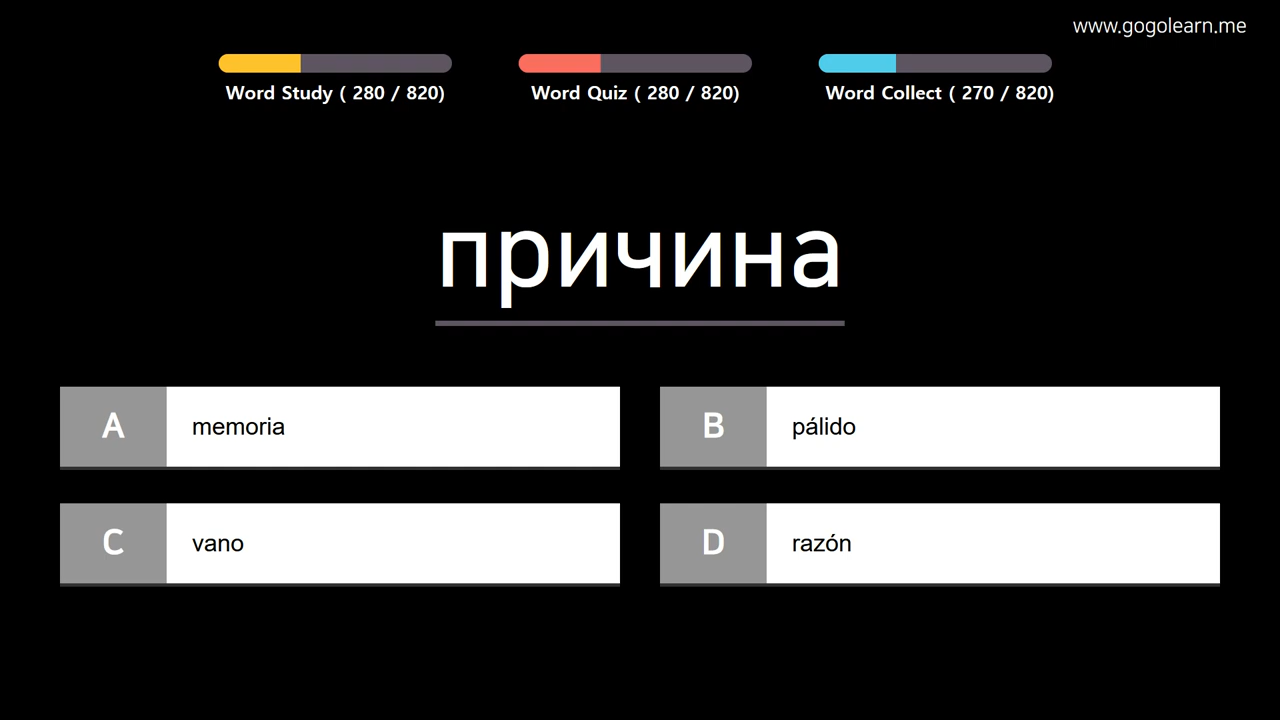 www.gogolearn.me
Word Study ( 280 / 820)
Word Quiz ( 280 / 820)
Word Collect ( 270 / 820)
причина
A memoria
B pálido
C vano
D razón